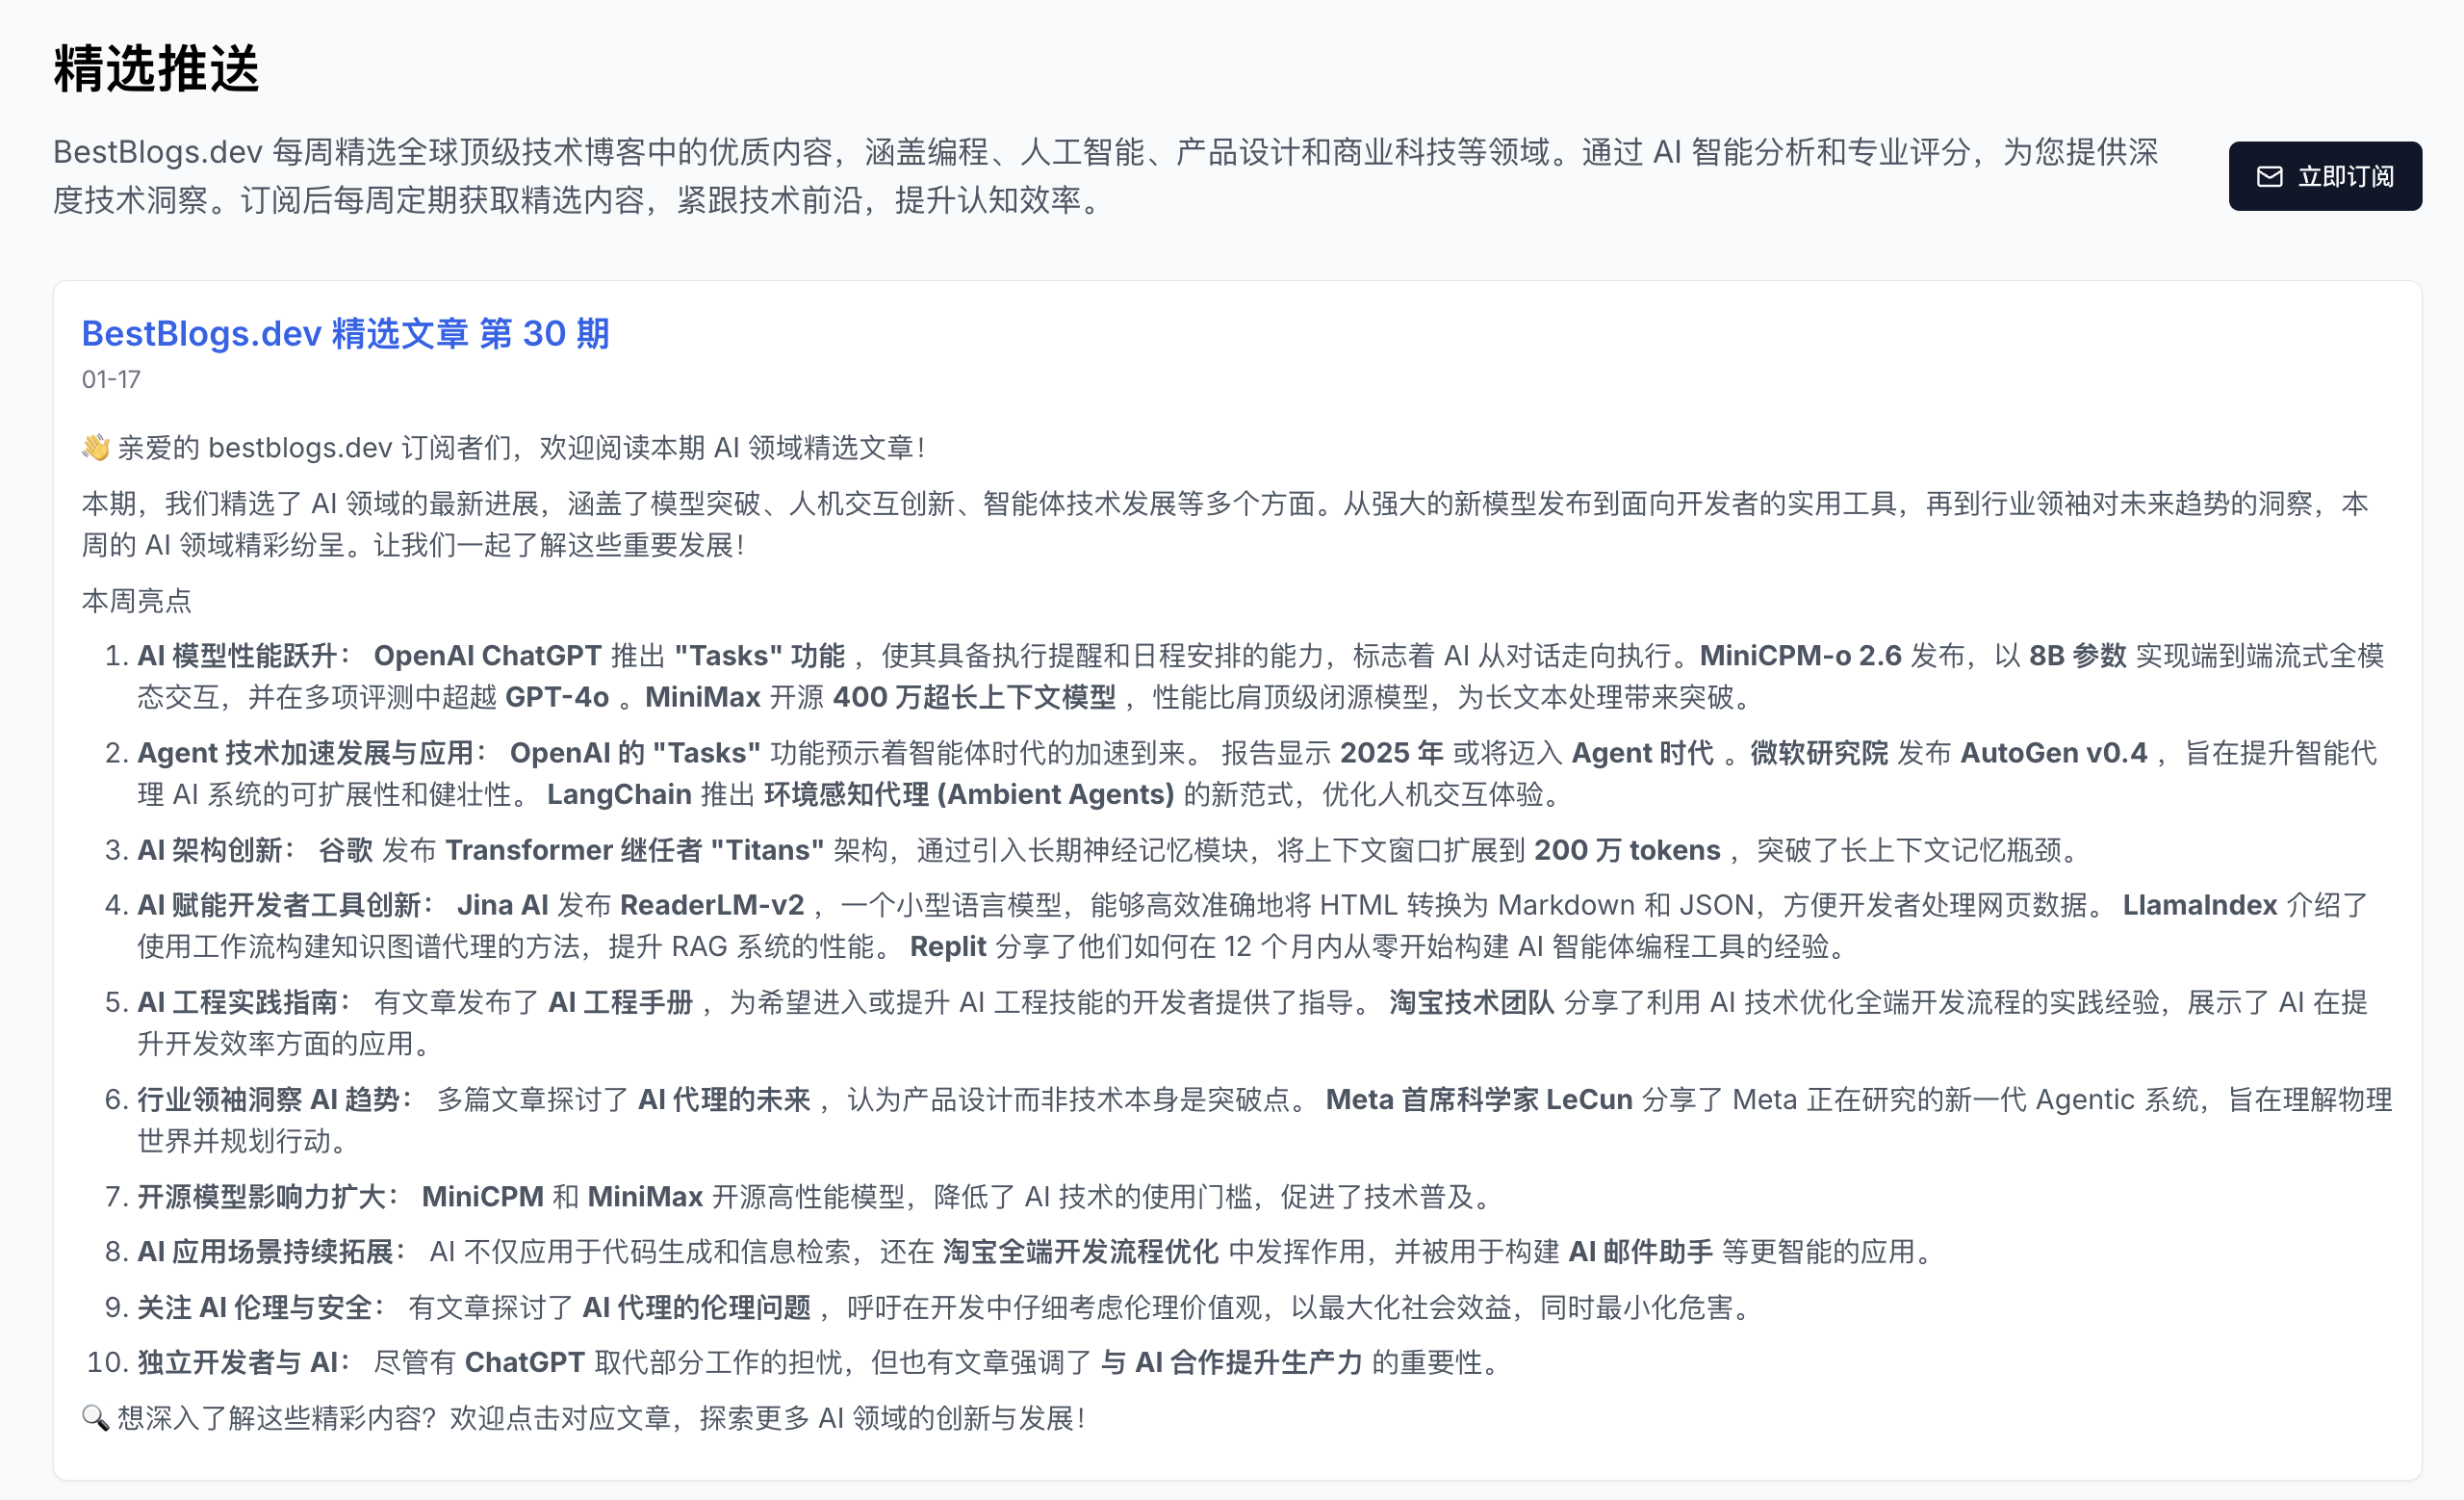 精选推送
BestBlogs.dev 每周精选全球顶级技术博客中的优质内容，涵盖编程、人工智能、产品设计和商业科技等领域。通过 AI 智能分析和专业评分，为您提供深
度技术洞察。订阅后每周定期获取精选内容，紧跟技术前沿，提升认知效率。
立即订阅
BestBlogs.dev 精选文章 第 30 期
01-17
👋 亲爱的 bestblogs.dev 订阅者们，欢迎阅读本期 AI 领域精选文章！
本期，我们精选了 AI 领域的最新进展，涵盖了模型突破、人机交互创新、智能体技术发展等多个方面。从强大的新模型发布到面向开发者的实用工具，再到行业领袖对未来趋势的洞察，本
周的 AI 领域精彩纷呈。让我们一起了解这些重要发展！
本周亮点
1. AI 模型性能跃升： OpenAI ChatGPT 推出 "Tasks" 功能 ，使其具备执行提醒和日程安排的能力，标志着 AI 从对话走向执行。MiniCPM-o 2.6 发布，以 8B 参数 实现端到端流式全模
态交互，并在多项评测中超越 GPT-4o 。MiniMax 开源 400 万超长上下文模型 ，性能比肩顶级闭源模型，为长文本处理带来突破。
2. Agent 技术加速发展与应用： OpenAI 的 "Tasks" 功能预示着智能体时代的加速到来。 报告显示 2025 年 或将迈入 Agent 时代 。微软研究院 发布 AutoGen v0.4 ，旨在提升智能代
理 AI 系统的可扩展性和健壮性。 LangChain 推出 环境感知代理 (Ambient Agents) 的新范式，优化人机交互体验。
3. AI 架构创新： 谷歌 发布 Transformer 继任者 "Titans" 架构，通过引入长期神经记忆模块，将上下文窗口扩展到 200 万 tokens ，突破了长上下文记忆瓶颈。
4. AI 赋能开发者工具创新： Jina AI 发布 ReaderLM-v2 ，一个小型语言模型，能够高效准确地将 HTML 转换为 Markdown 和 JSON，方便开发者处理网页数据。 LlamaIndex 介绍了
使用工作流构建知识图谱代理的方法，提升 RAG 系统的性能。 Replit 分享了他们如何在 12 个月内从零开始构建 AI 智能体编程工具的经验。
5. AI 工程实践指南： 有文章发布了 AI 工程手册 ，为希望进入或提升 AI 工程技能的开发者提供了指导。 淘宝技术团队 分享了利用 AI 技术优化全端开发流程的实践经验，展示了 AI 在提
升开发效率方面的应用。
6. 行业领袖洞察 AI 趋势： 多篇文章探讨了 AI 代理的未来 ，认为产品设计而非技术本身是突破点。 Meta 首席科学家 LeCun 分享了 Meta 正在研究的新一代 Agentic 系统，旨在理解物理
世界并规划行动。
7. 开源模型影响力扩大： MiniCPM 和 MiniMax 开源高性能模型，降低了 AI 技术的使用门槛，促进了技术普及。
8. AI 应用场景持续拓展： AI 不仅应用于代码生成和信息检索，还在 淘宝全端开发流程优化 中发挥作用，并被用于构建 AI 邮件助手 等更智能的应用。
9. 关注 AI 伦理与安全： 有文章探讨了 AI 代理的伦理问题 ，呼吁在开发中仔细考虑伦理价值观，以最大化社会效益，同时最小化危害。
10. 独立开发者与 AI： 尽管有 ChatGPT 取代部分工作的担忧，但也有文章强调了 与 AI 合作提升生产力 的重要性。
🔍 想深入了解这些精彩内容？欢迎点击对应文章，探索更多 AI 领域的创新与发展！